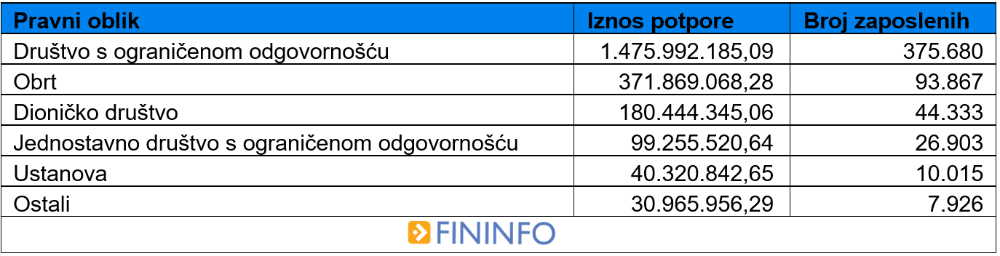 Pravni oblik Iznos potpore Broj zaposlenih
Društvo s ograničenom odgovornošću 1.475.992.185,09 375.680
Obrt 371.869.068,28 93.867
Dioničko društvo 180.444.345,06 44.333
Jednostavno društvo s ograničenom odgovornošću 99.255.520,64 26.903
Ustanova 40.320.842,65 10.015
Ostali 30.965.956,29 7.926
FININFO